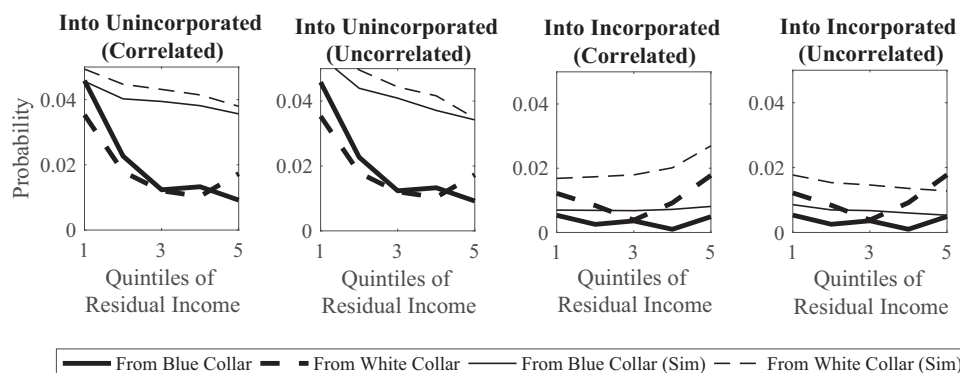 Into Unincorporated
(Correlated)
Into Unincorporated
(Uncorrelated)
Into Incorporated
(Correlated)
Into Incorporated
(Uncorrelated)
Probability
0.04
0.02
0
1 3 5
Quintiles of
Residual Income
0.04
0.02
0
1 3 5
Quintiles of
Residual Income
0.04
0.02
0
1 3 5
Quintiles of
Residual Income
0.04
0.02
0
1 3 5
Quintiles of
Residual Income
From Blue Collar From White Collar From Blue Collar (Sim) From White Collar (Sim)